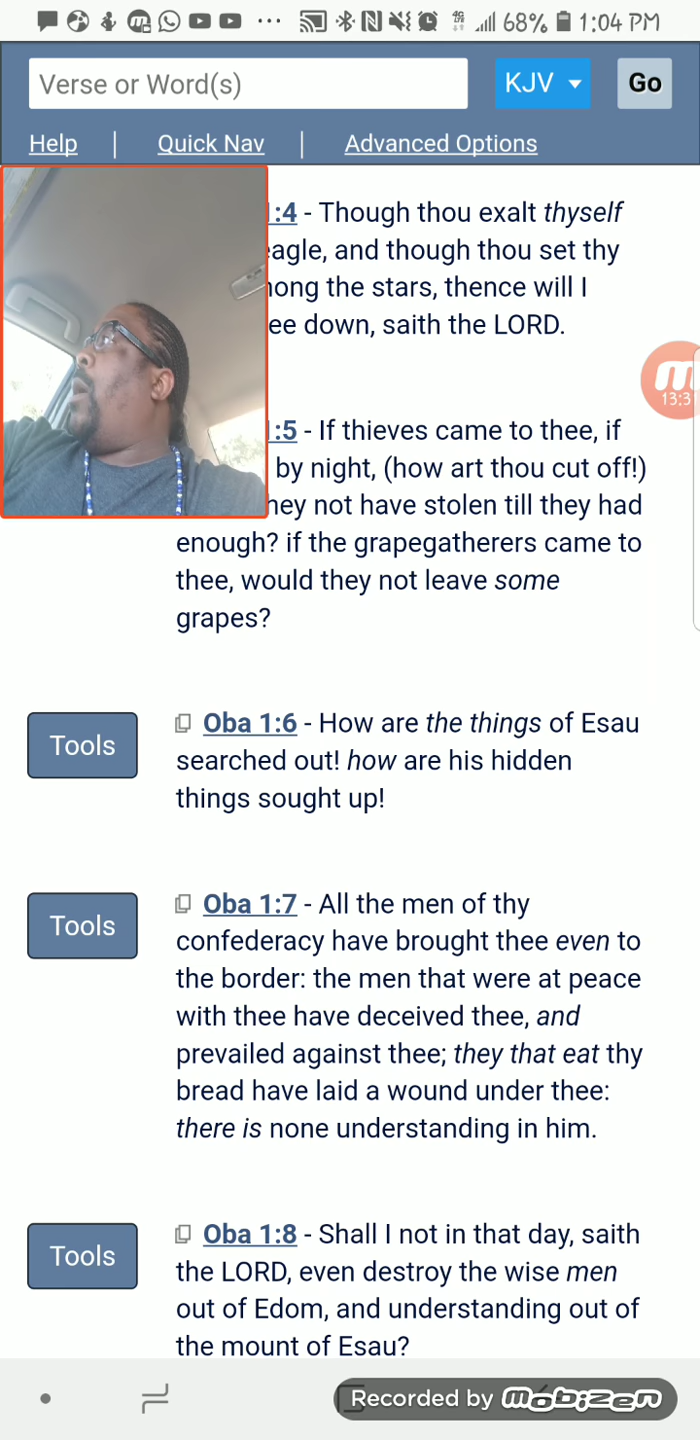 68% 1:04 PM
Verse or Word(s) KJV Go
Help | Quick Nav | Advanced Options
:4 - Though thou exalt thyself
eagle, and though thou set thy
the stars, thence will I
down, saith the LORD.
13:3
:5 - If thieves came to thee, if
by night, (how art thou cut off!)
not have stolen till they had
enough? if the grapegatherers came to
thee, would they not leave some
grapes?
Tools
Oba 1:6 - How are the things of Esau
searched out! how are his hidden
things sought up!
Tools
Oba 1:7 - All the men of thy
confederacy have brought thee even to
the border: the men that were at peace
with thee have deceived thee, and
prevailed against thee; they that eat thy
bread have laid a wound under thee:
there is none understanding in him.
Tools
Oba 1:8 - Shall I not in that day, saith
the LORD, even destroy the wise men
out of Edom, and understanding out of
the mount of Esau?
Recorded by mobizen